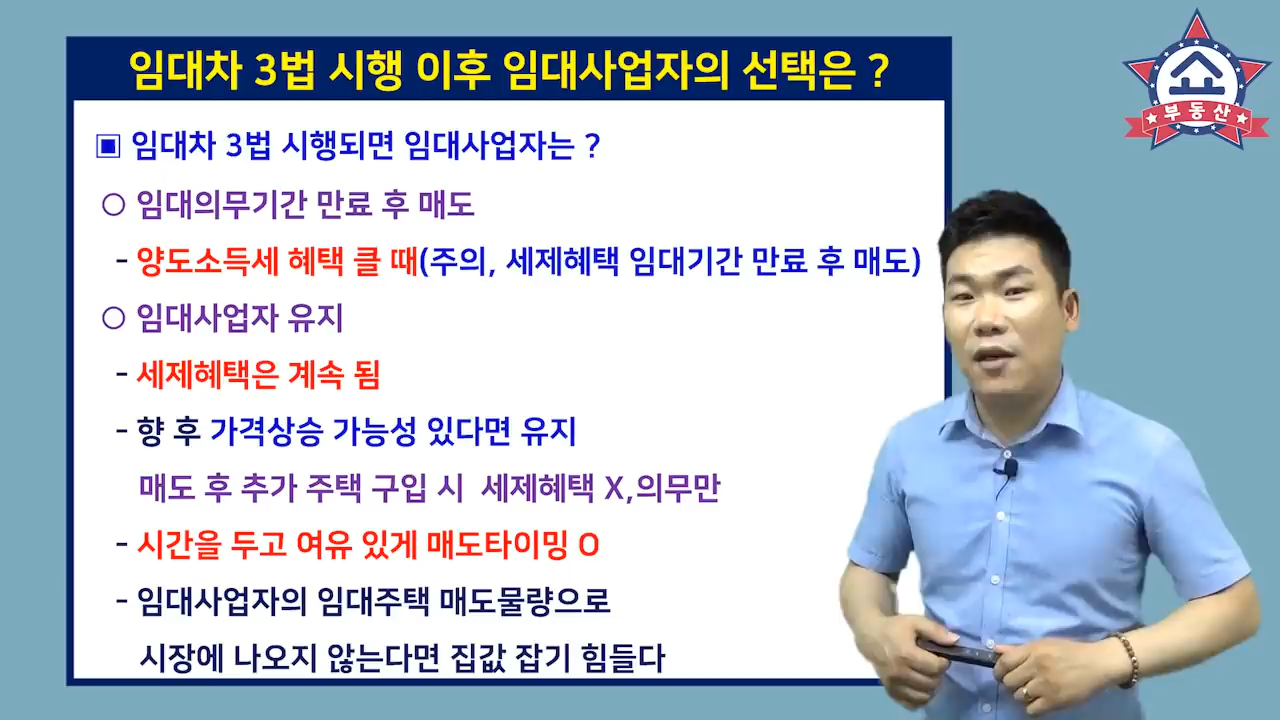 임대차 3법 시행 이후 임대사업자의 선택은 ?
부동산
▣ 임대차 3법 시행되면 임대사업자는 ?
○ 임대의무기간 만료 후 매도
- 양도소득세 혜택 클 때(주의, 세제혜택 임대기간 만료 후 매도)
○ 임대사업자 유지
- 세제혜택은 계속 됨
- 향 후 가격상승 가능성 있다면 유지
매도 후 추가 주택 구입 시 세제혜택 X,의무만
- 시간을 두고 여유 있게 매도타이밍 O
- 임대사업자의 임대주택 매도물량으로
시장에 나오지 않는다면 집값 잡기 힘들다